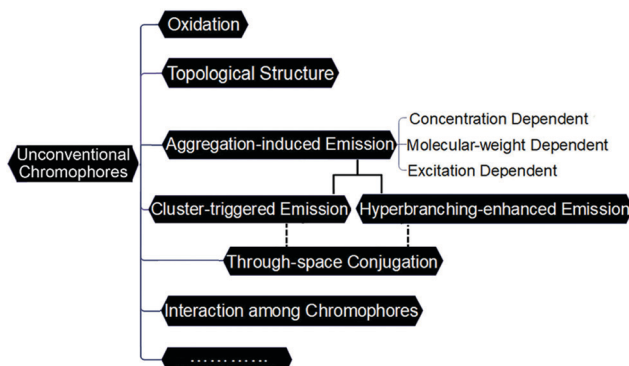 Oxidation
Topological Structure
Unconventional
Chromophores
Aggregation-induced Emission
Concentration Dependent
Molecular-weight Dependent
Excitation Dependent
Cluster-triggered Emission
Hyperbranching-enhanced Emission
Through-space Conjugation
Interaction among Chromophores
…………